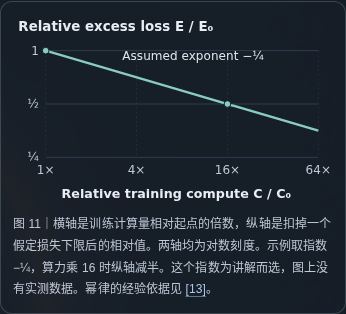 Relative excess loss E / E₀
Assumed exponent −¼
1
½
¼
1×
4×
16×
64×
Relative training compute C / C₀
图 11｜横轴是训练计算量相对起点的倍数，纵轴是扣掉一个
假定损失下限后的相对值。两轴均为对数刻度。示例取指数
−¼，算力乘 16 时纵轴减半。这个指数为讲解而选，图上没
有实测数据。幂律的经验依据见 [13]。